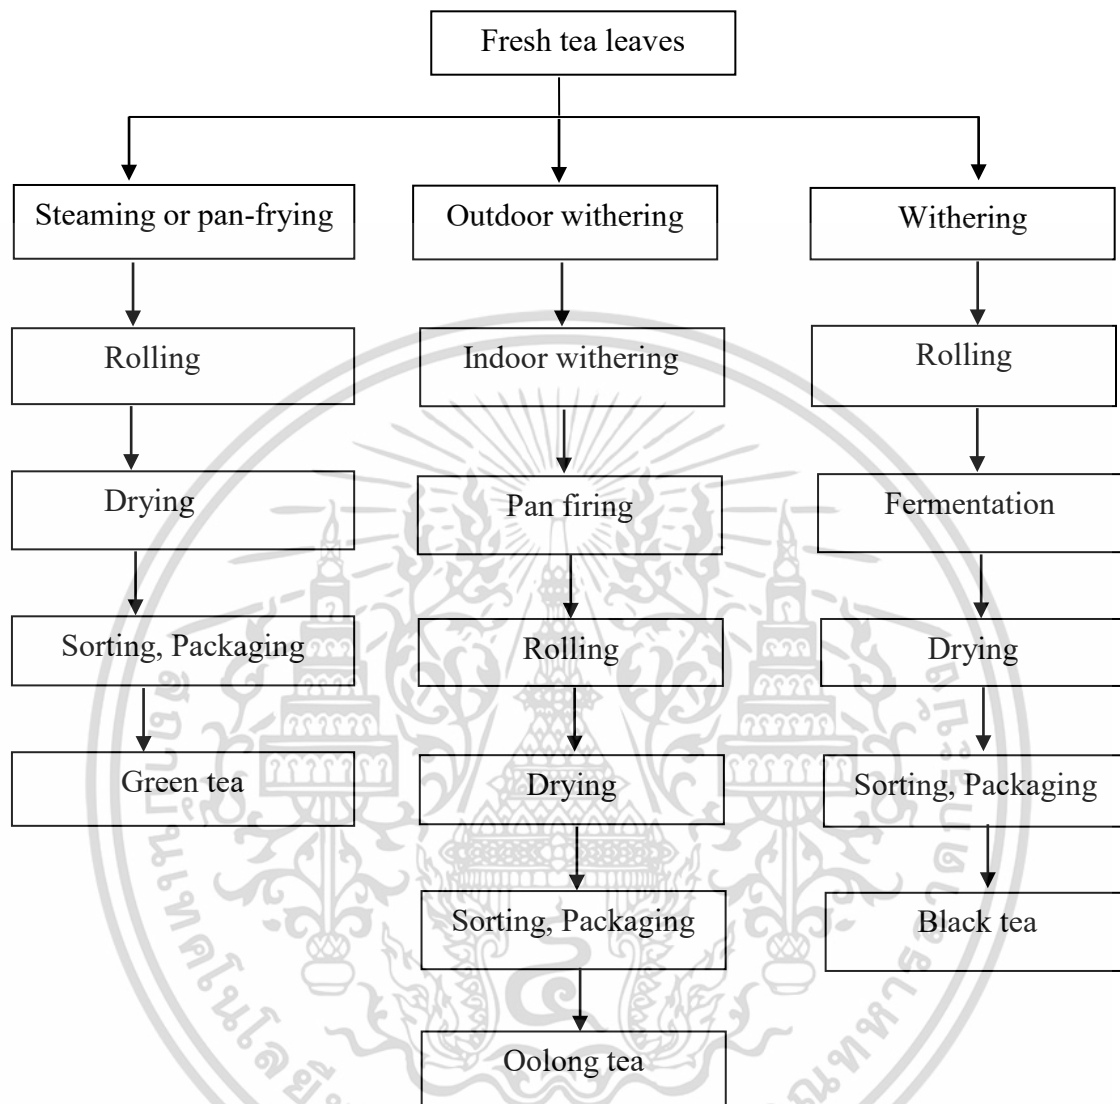 Fresh tea leaves
Steaming or pan-frying
Outdoor withering
Withering
Rolling
Indoor withering
Rolling
Drying
Pan firing
Fermentation
Sorting, Packaging
Rolling
Drying
Green tea
Drying
Sorting, Packaging
Sorting, Packaging
Black tea
Oolong tea